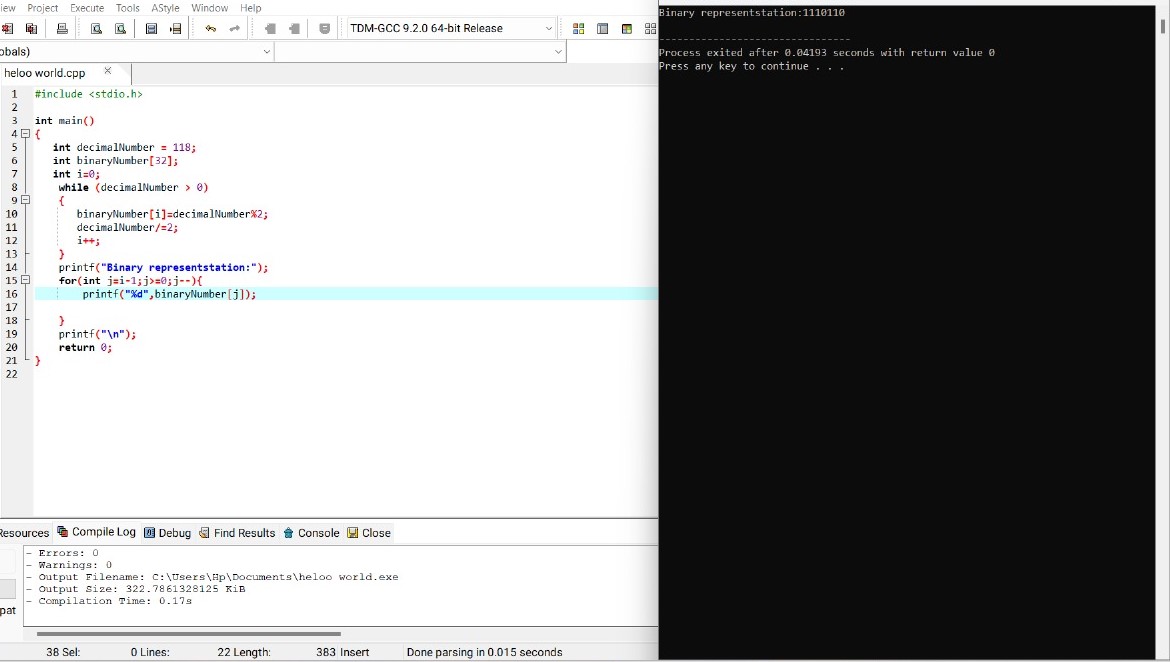 iew Project Execute Tools AStyle Window Help
TDM-GCC 9.2.0 64-bit Release
obals)
heloo world.cpp
1 #include <stdio.h>
2
3 int main()
4 {
5 int decimalNumber = 118;
6 int binaryNumber[32];
7 int i=0;
8 while (decimalNumber > 0)
9 {
10 binaryNumber[i]=decimalNumber%2;
11 decimalNumber/=2;
12 i++;
13 }
14 printf("Binary representstation:");
15 for(int j=i-1;j>=0;j--){
16 printf("%d",binaryNumber[j]);
17
18 }
19 printf("\n");
20 return 0;
21 }
22
Resources Compile Log Debug Find Results Console Close
- Errors: 0
- Warnings: 0
- Output Filename: C:\Users\Hp\Documents\heloo world.exe
- Output Size: 322.7861328125 KiB
- Compilation Time: 0.17s
pat
38 Sel: 0 Lines: 22 Length: 383 Insert Done parsing in 0.015 seconds
Binary representstation:1110110
--------------------------------
Process exited after 0.04193 seconds with return value 0
Press any key to continue . . .